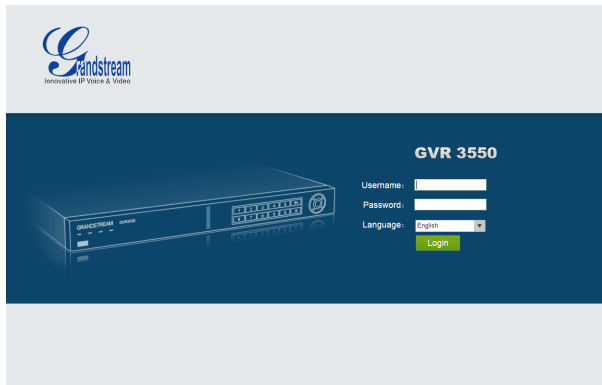 Grandstream
Innovative IP Voice & Video
GVR 3550
Username:
Password:
Language:
English
Login
GRANDSTREAM